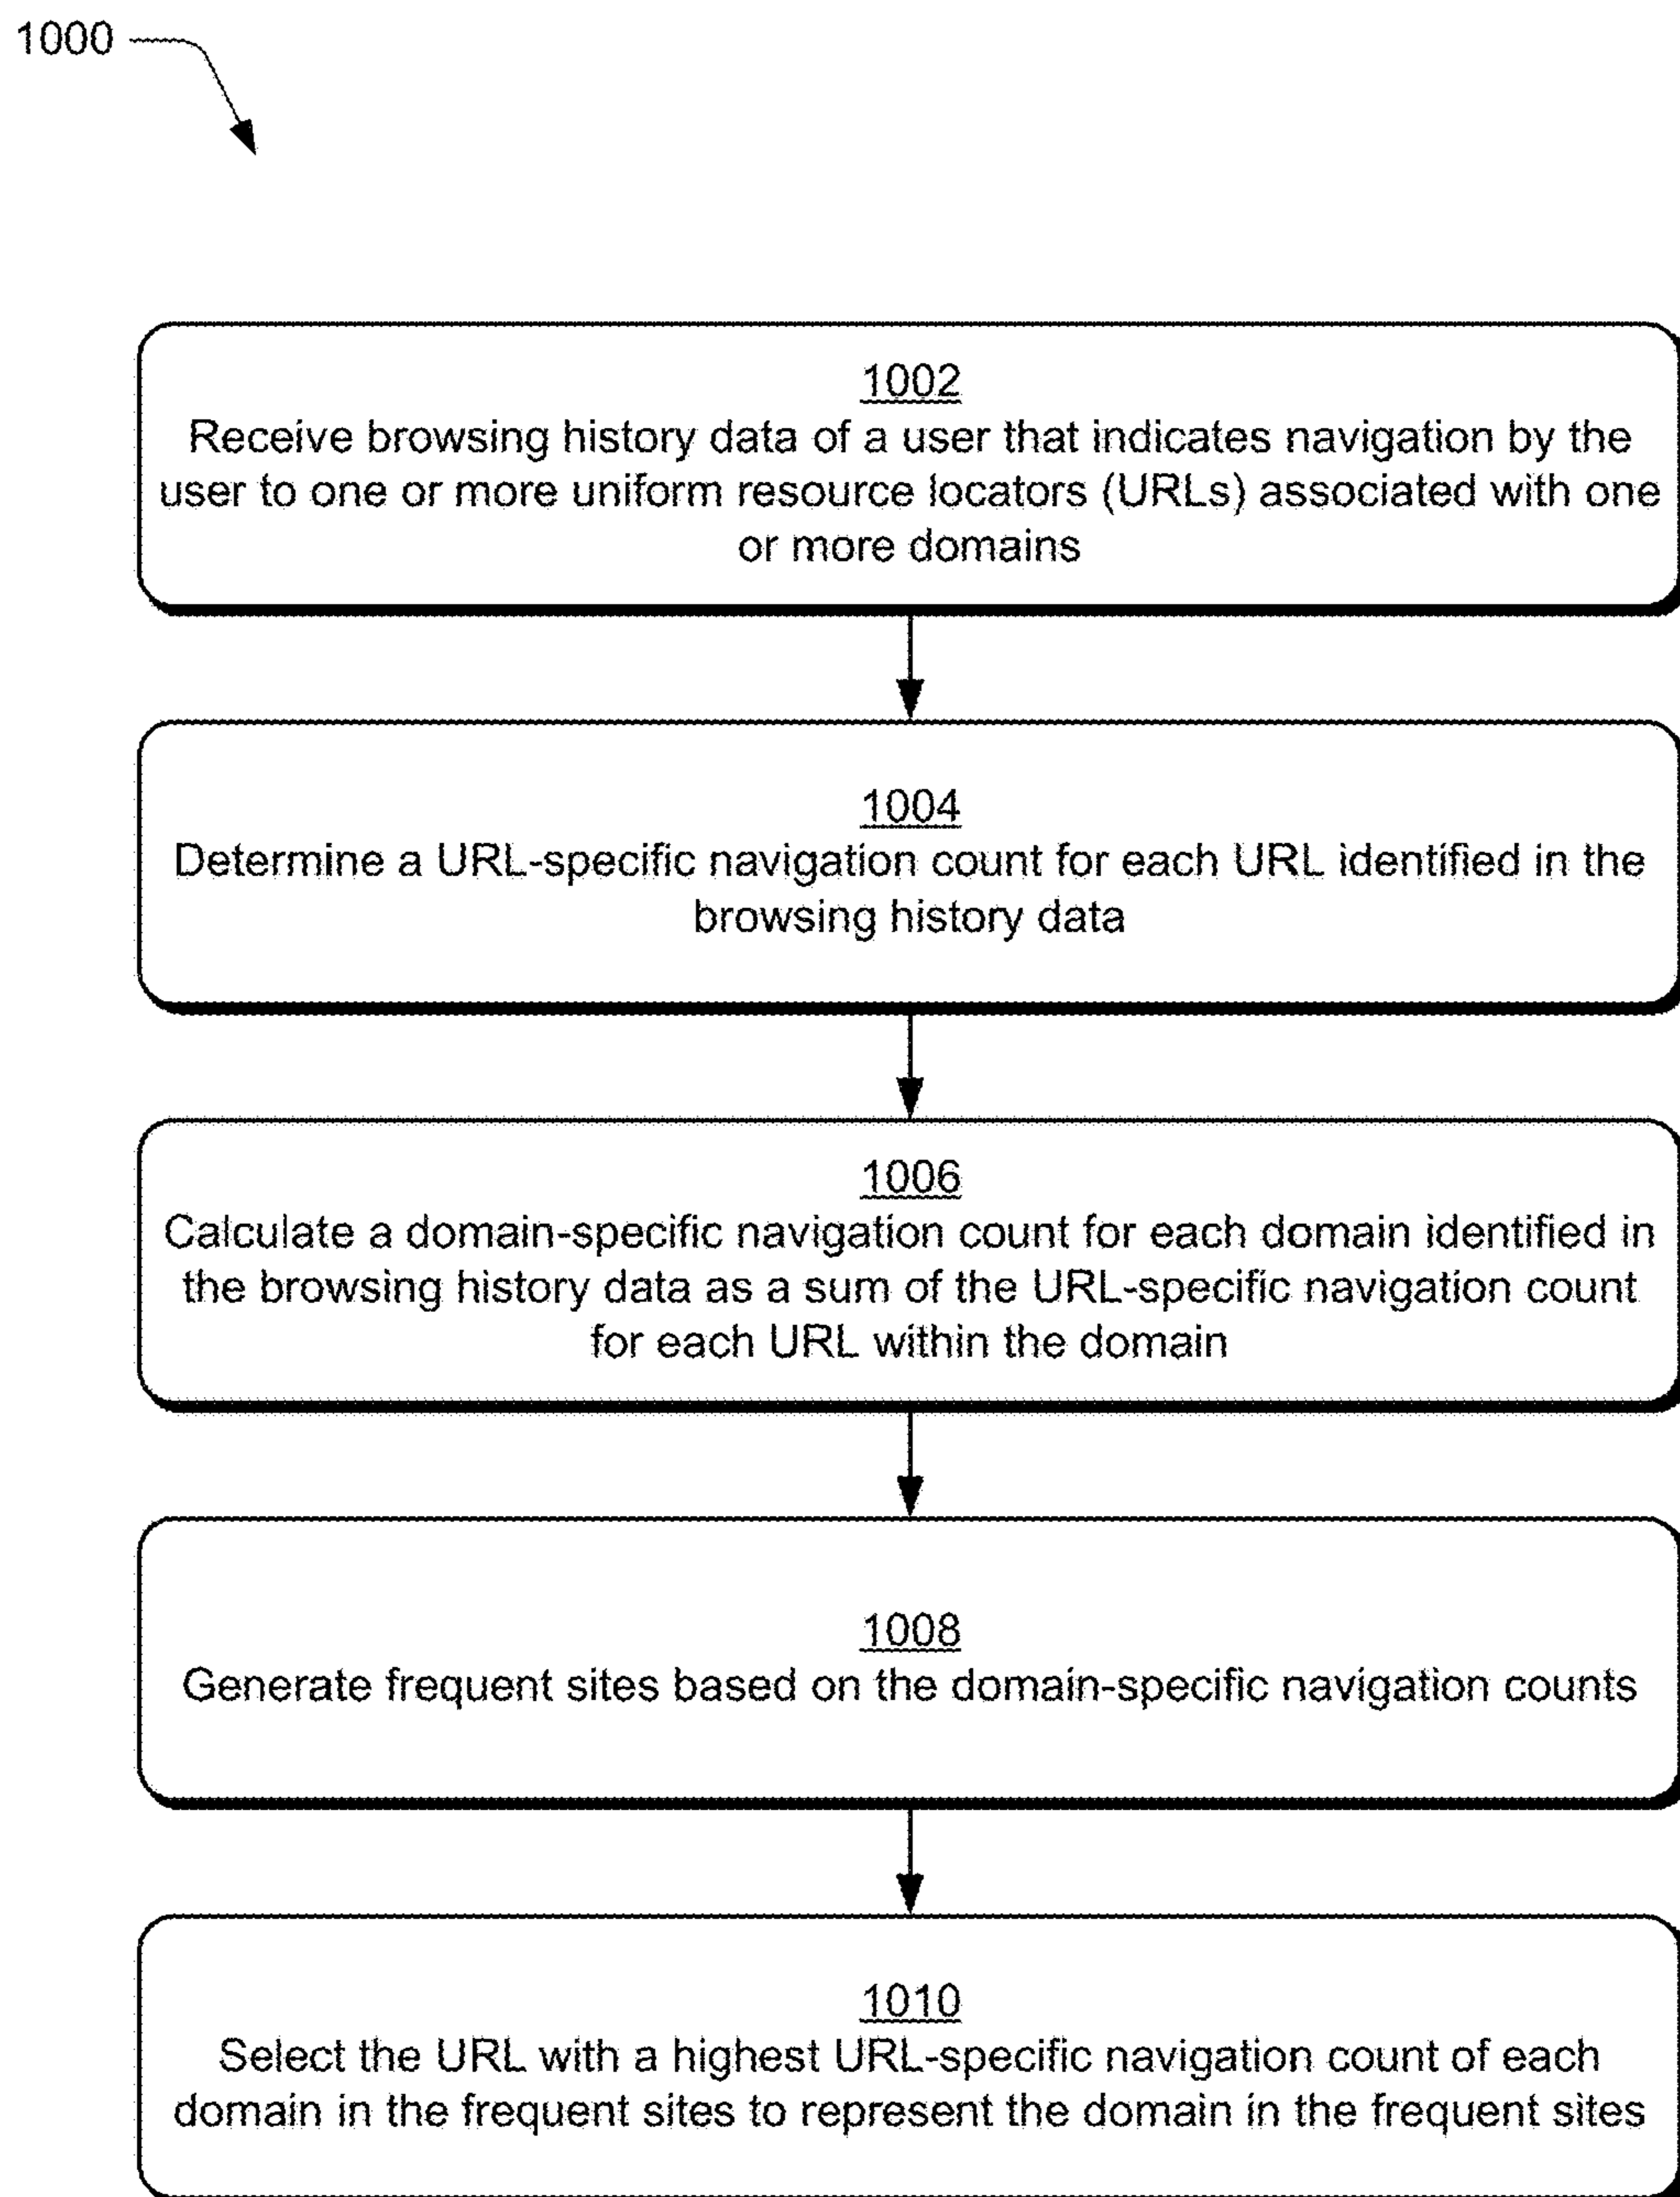 1000
1002
Receive browsing history data of a user that indicates navigation by the
user to one or more uniform resource locators (URLs) associated with one
or more domains
1004
Determine a URL-specific navigation count for each URL identified in the
browsing history data
1006
Calculate a domain-specific navigation count for each domain identified in
the browsing history data as a sum of the URL-specific navigation count
for each URL within the domain
1008
Generate frequent sites based on the domain-specific navigation counts
1010
Select the URL with a highest URL-specific navigation count of each
domain in the frequent sites to represent the domain in the frequent sites